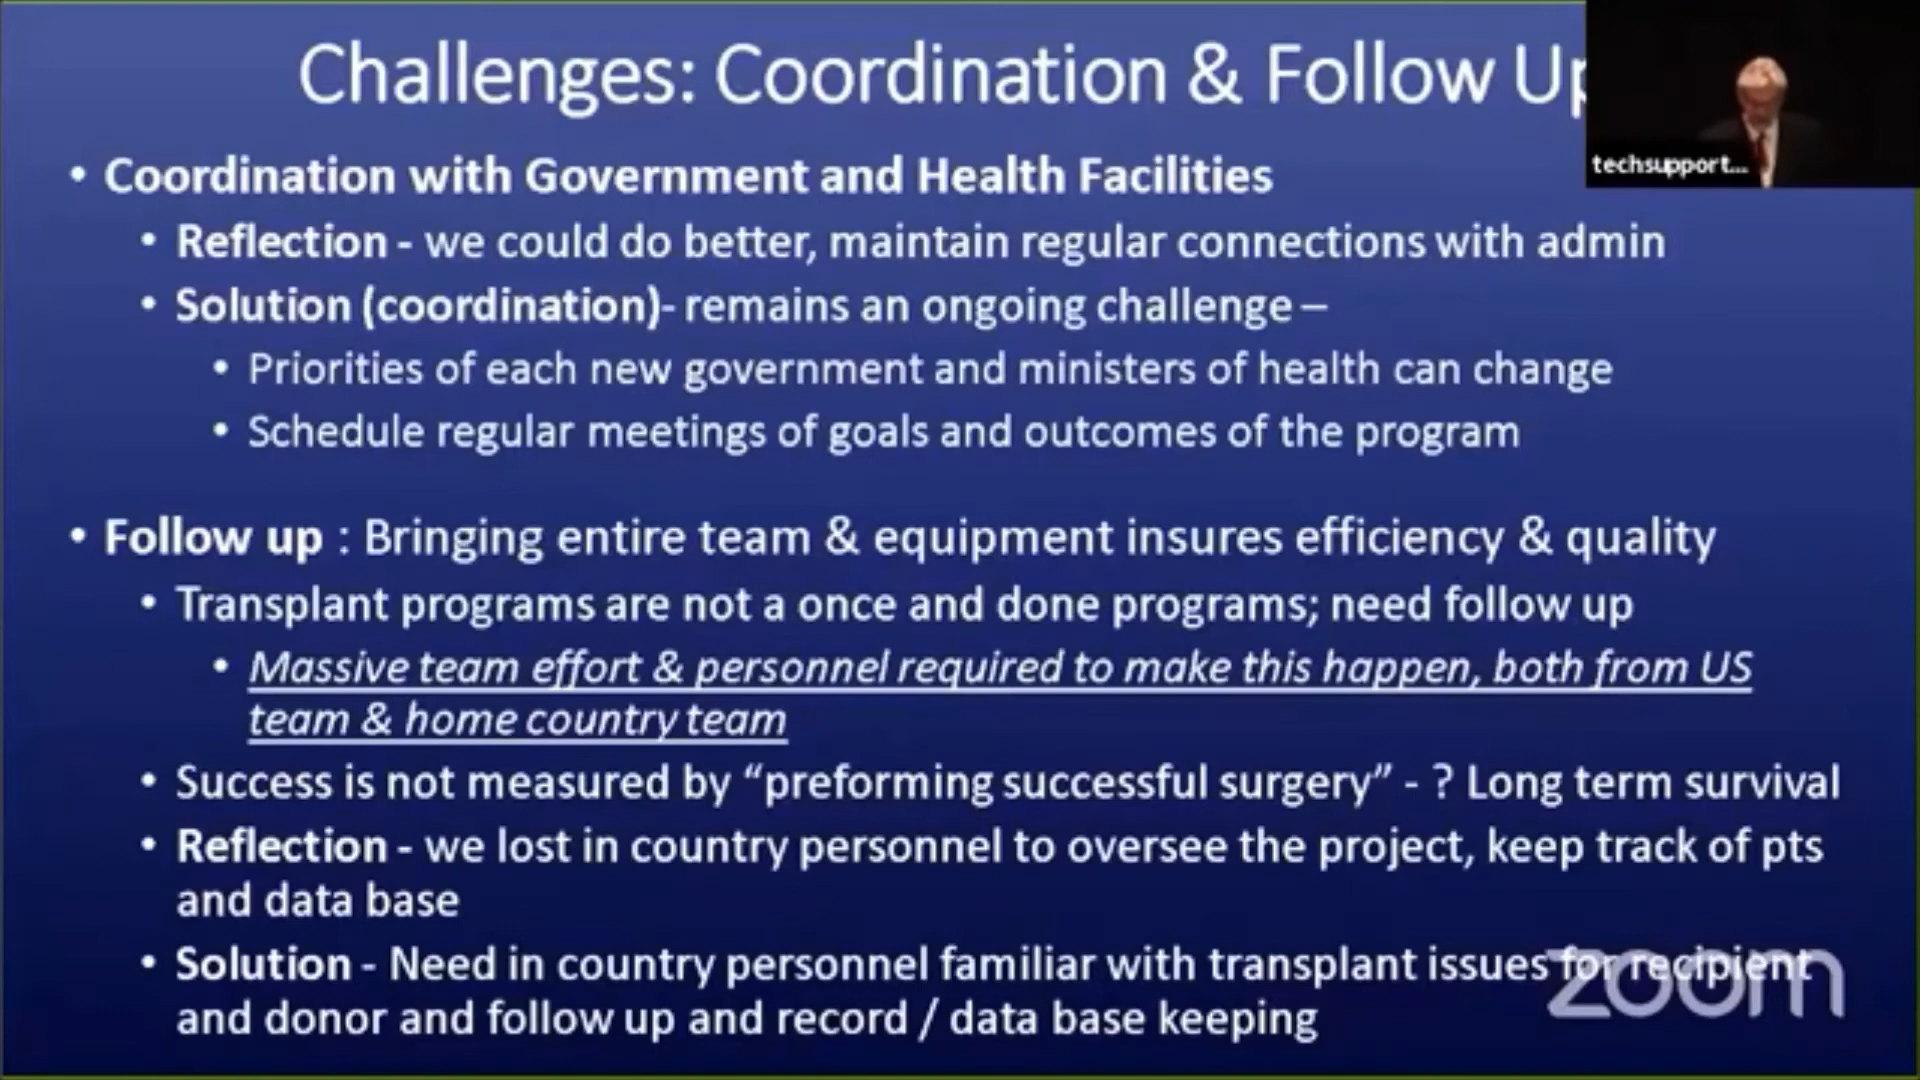 Challenges: Coordination & Follow Up
techsupport...
• Coordination with Government and Health Facilities
• Reflection - we could do better, maintain regular connections with admin
• Solution (coordination)- remains an ongoing challenge –
• Priorities of each new government and ministers of health can change
• Schedule regular meetings of goals and outcomes of the program
• Follow up : Bringing entire team & equipment insures efficiency & quality
• Transplant programs are not a once and done programs; need follow up
• Massive team effort & personnel required to make this happen, both from US
team & home country team
• Success is not measured by “preforming successful surgery” - ? Long term survival
• Reflection - we lost in country personnel to oversee the project, keep track of pts
and data base
• Solution - Need in country personnel familiar with transplant issues for recipient
and donor and follow up and record / data base keeping
zoom